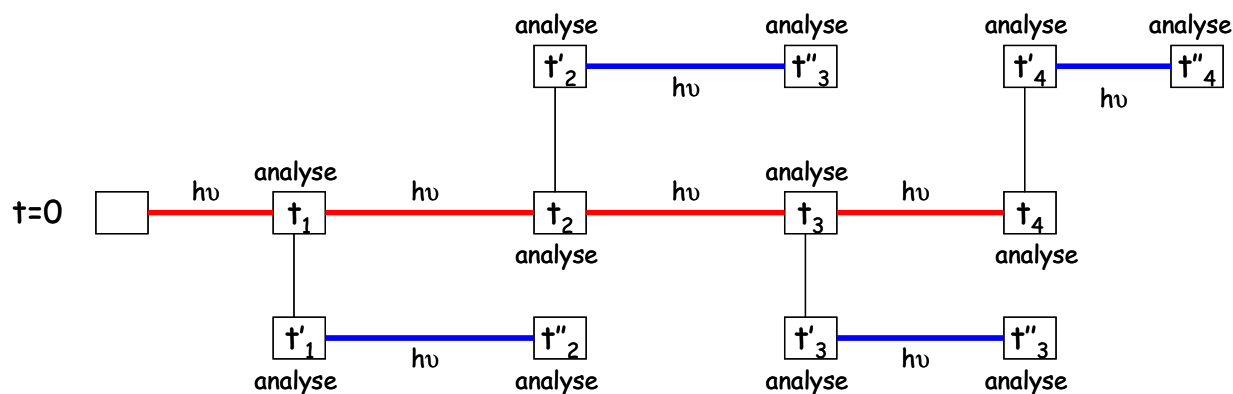 analyse analyse analyse analyse
t'₂ t''₃ t'₄ t''₄
hυ hυ
analyse analyse
hυ hυ hυ hυ
t=0 t₁ t₂ t₃ t₄
analyse analyse
t'₁ t''₂ t'₃ t''₃
hυ hυ
analyse analyse analyse analyse